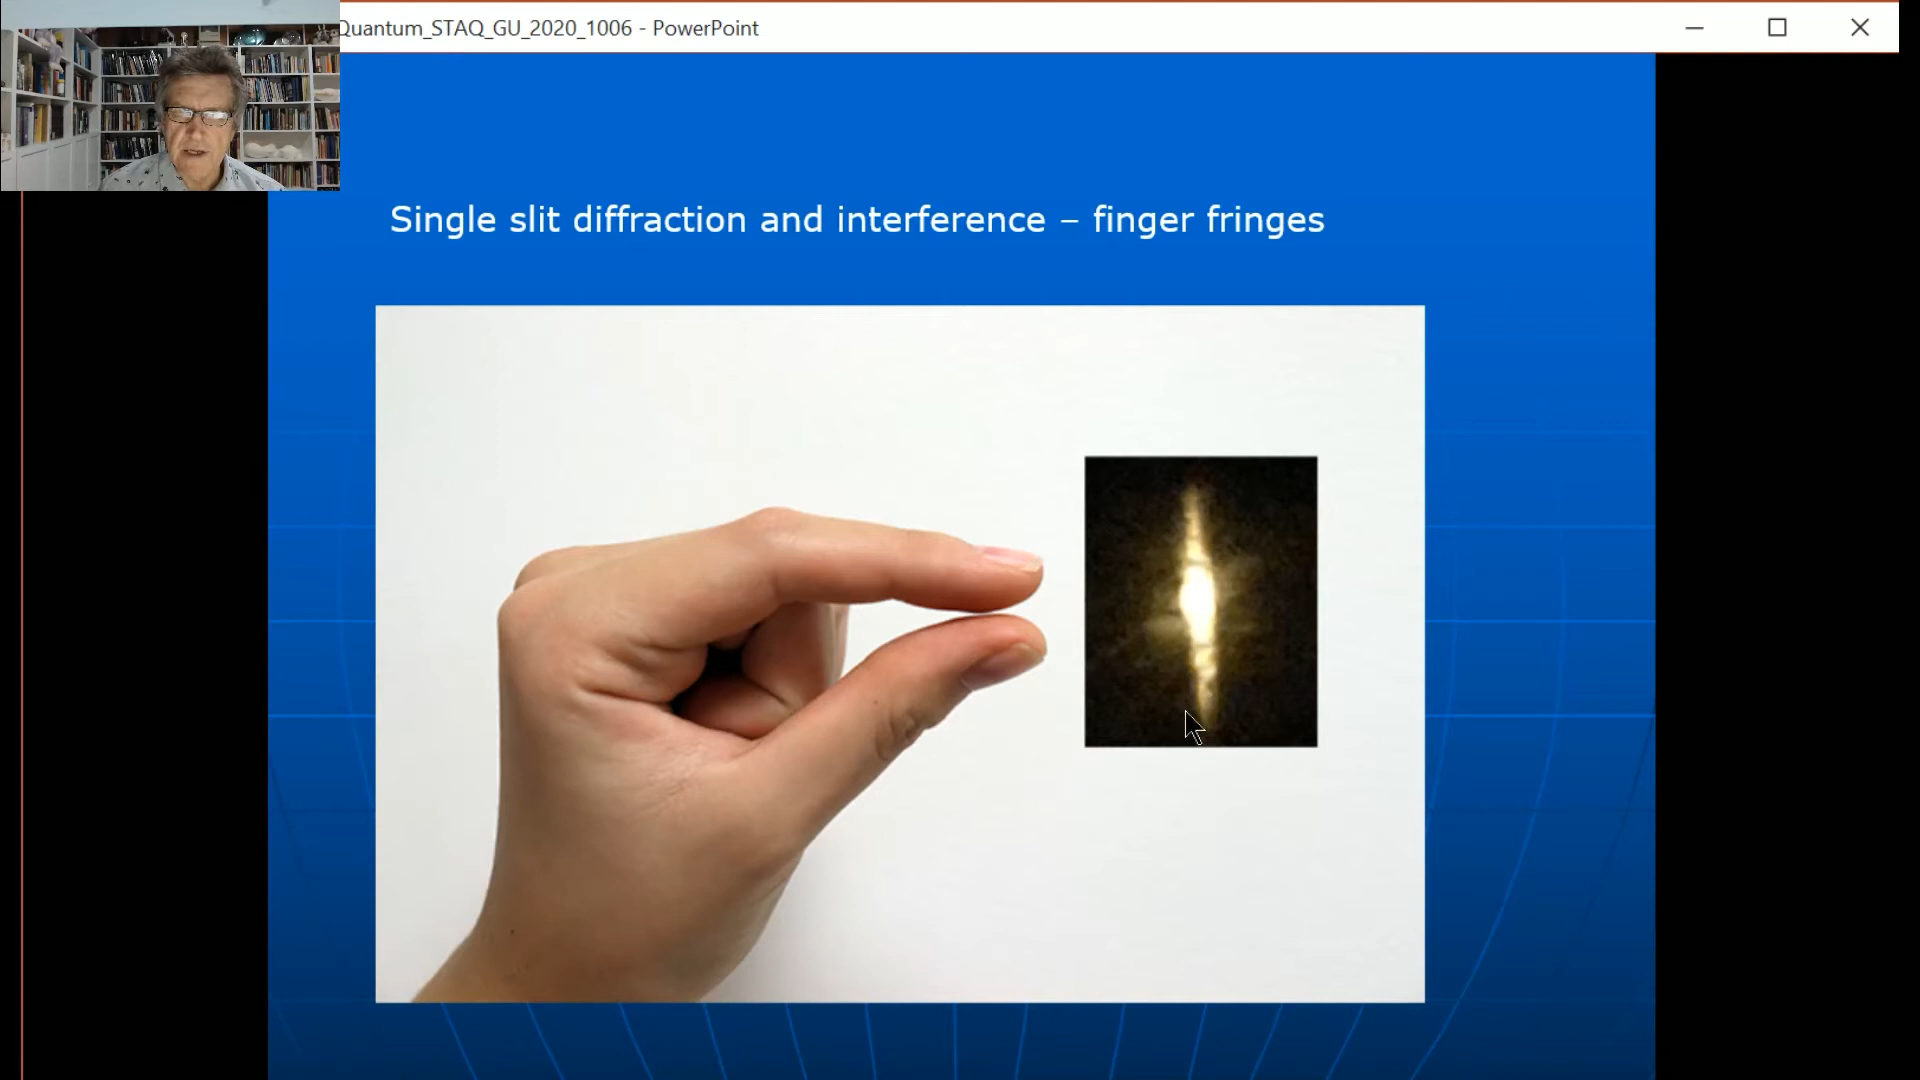 Quantum_STAQ_GU_2020_1006 - PowerPoint
Single slit diffraction and interference – finger fringes